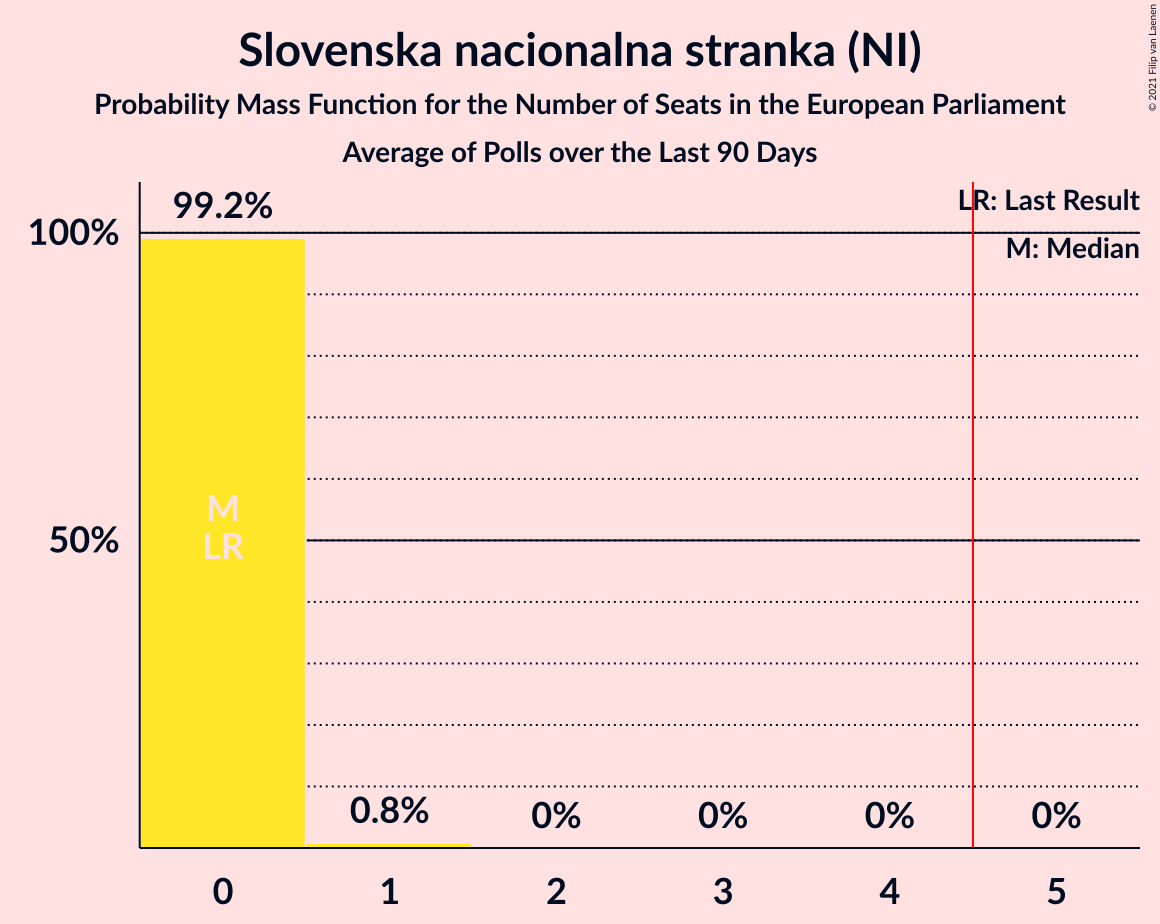 Slovenska nacionalna stranka (NI)
Probability Mass Function for the Number of Seats in the European Parliament
Average of Polls over the Last 90 Days
© 2021 Filip van Laenen
LR: Last Result
M: Median
99.2%
100%
50%
M
LR
0.8%
0%
0%
0%
0%
0
1
2
3
4
5